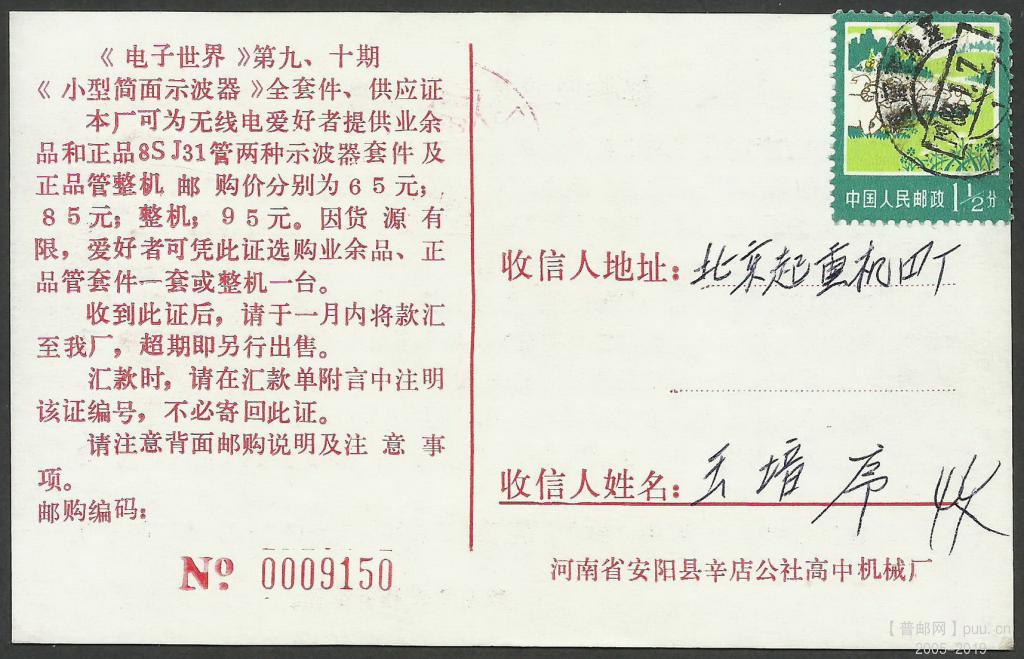 《 电子世界 》第九、十期
《 小型简面示波器 》全套件、供应证
本厂可为无线电爱好者提供业余
品和正品8SJ31管两种示波器套件及
正品管整机 邮 购价分别为65元；
85元；整机；95元。因货 源 有
限，爱好者可凭此证选购业余品、正
品管套件一套或整机一台。
收到此证后，请于一月内将款汇
至我厂，超期即另行出售。
汇款时，请在汇款单附言中注明
该证编号，不必寄回此证。
请注意背面邮购说明及注 意 事
项。
邮购编码：
Nº 0009150
中国人民邮政 1½分
收信人地址：北京起重机四厂
收信人姓名：王培 收
河南省安阳县辛店公社高中机械厂
【普邮网】puu.cn
2005-2019